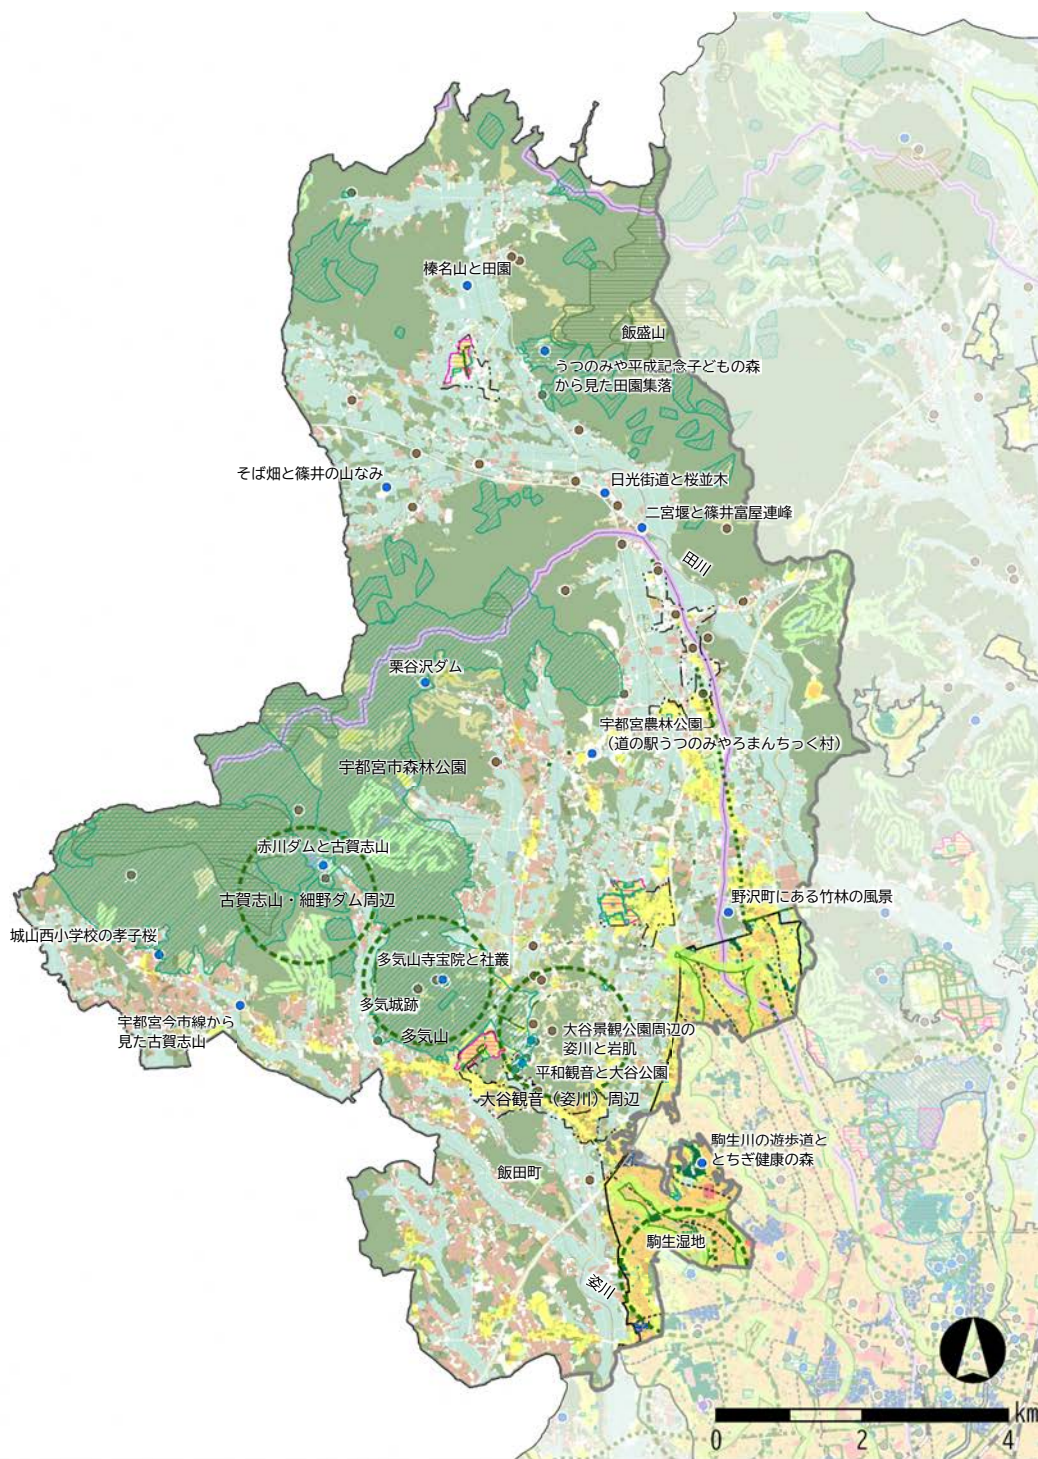 榛名山と田園
飯盛山
うつのみや平成記念子どもの森
から見た田園集落
そば畑と篠井の山なみ
日光街道と桜並木
二宮堰と篠井富屋連峰
田川
栗谷沢ダム
宇都宮農林公園
（道の駅うつのみやろまんちっく村）
宇都宮市森林公園
赤川ダムと古賀志山
古賀志山・細野ダム周辺
野沢町にある竹林の風景
城山西小学校の孝子桜
多気山寺宝院と社叢
多気城跡
宇都宮今市線から
見た古賀志山
多気山
大谷景観公園周辺の
姿川と岩肌
平和観音と大谷公園
大谷観音（姿川）周辺
駒生川の遊歩道と
とちぎ健康の森
飯田町
駒生湿地
姿川
km
0 2 4